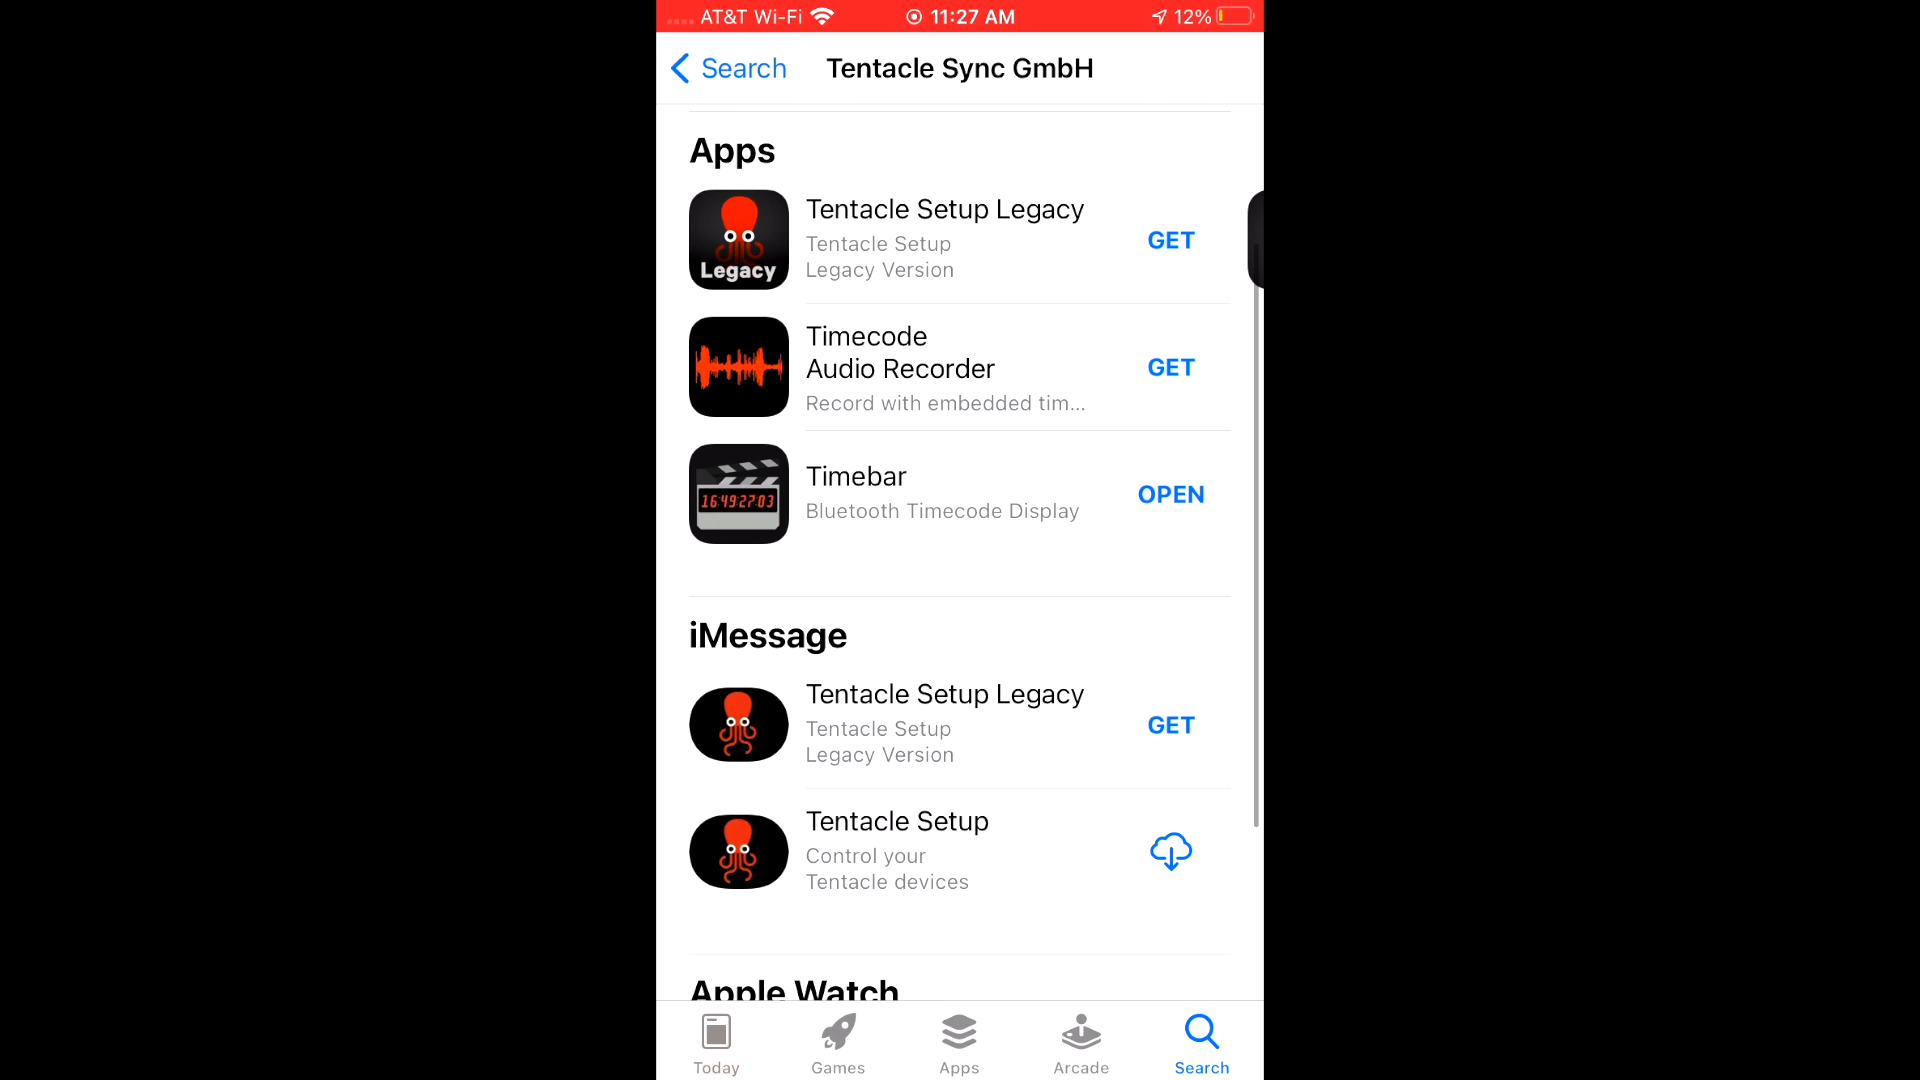 AT&T Wi-Fi 11:27 AM 12%
Search Tentacle Sync GmbH
Apps
Legacy
Tentacle Setup Legacy
Tentacle Setup
Legacy Version
GET
Timecode
Audio Recorder
Record with embedded tim...
GET
16:49:27:03
Timebar
Bluetooth Timecode Display
OPEN
iMessage
Tentacle Setup Legacy
Tentacle Setup
Legacy Version
GET
Tentacle Setup
Control your
Tentacle devices
Apple Watch
Today Games Apps Arcade Search